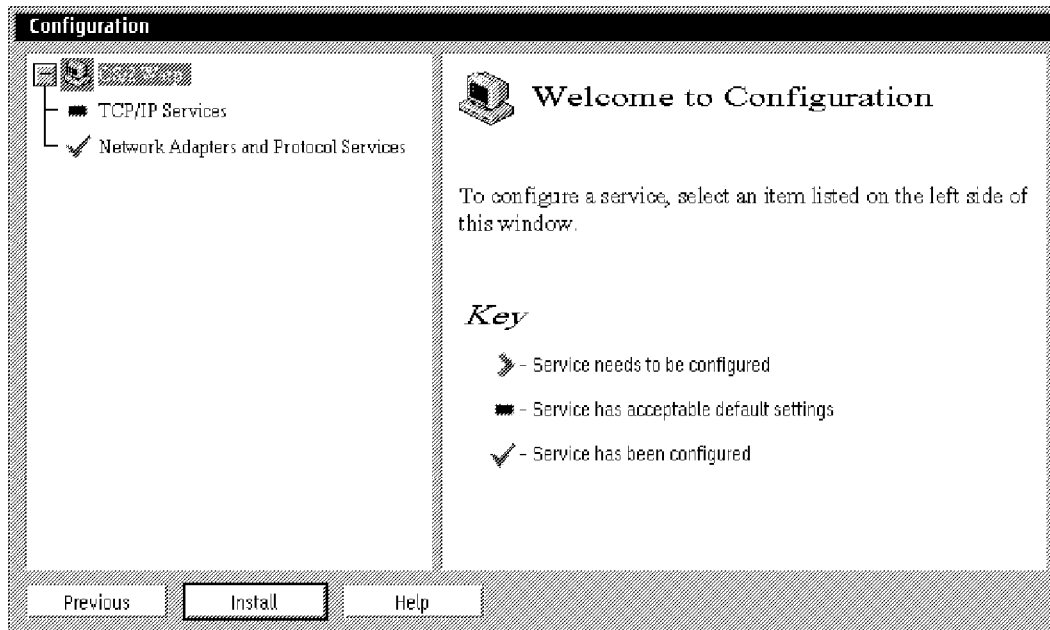 Configuration
TCP/IP Services
Network Adapters and Protocol Services
Welcome to Configuration
To configure a service, select an item listed on the left side of
this window.
Key
- Service needs to be configured
- Service has acceptable default settings
- Service has been configured
Previous
Install
Help